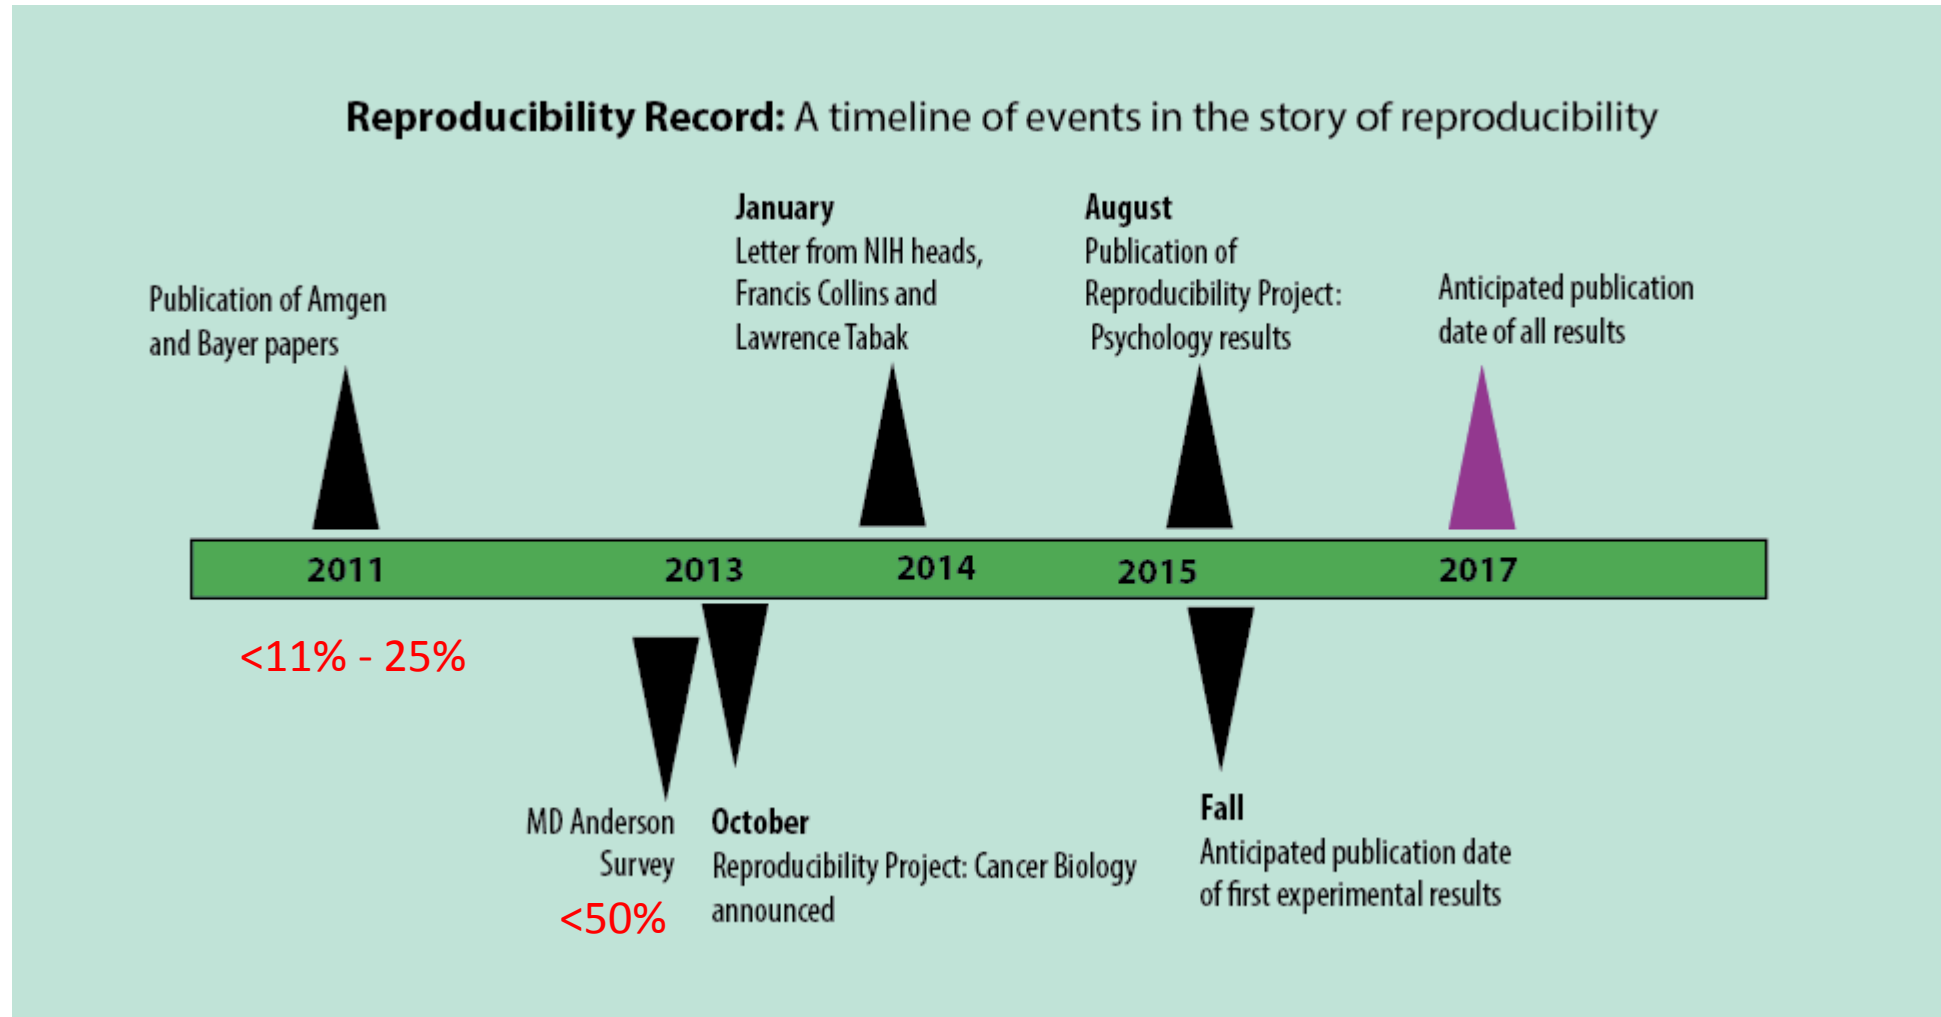 Reproducibility Record: A timeline of events in the story of reproducibility
Publication of Amgen
and Bayer papers
January
Letter from NIH heads,
Francis Collins and
Lawrence Tabak
August
Publication of
Reproducibility Project:
Psychology results
Anticipated publication
date of all results
2011
2013
2014
2015
2017
<11% - 25%
MD Anderson
Survey
<50%
October
Reproducibility Project: Cancer Biology
announced
Fall
Anticipated publication date
of first experimental results